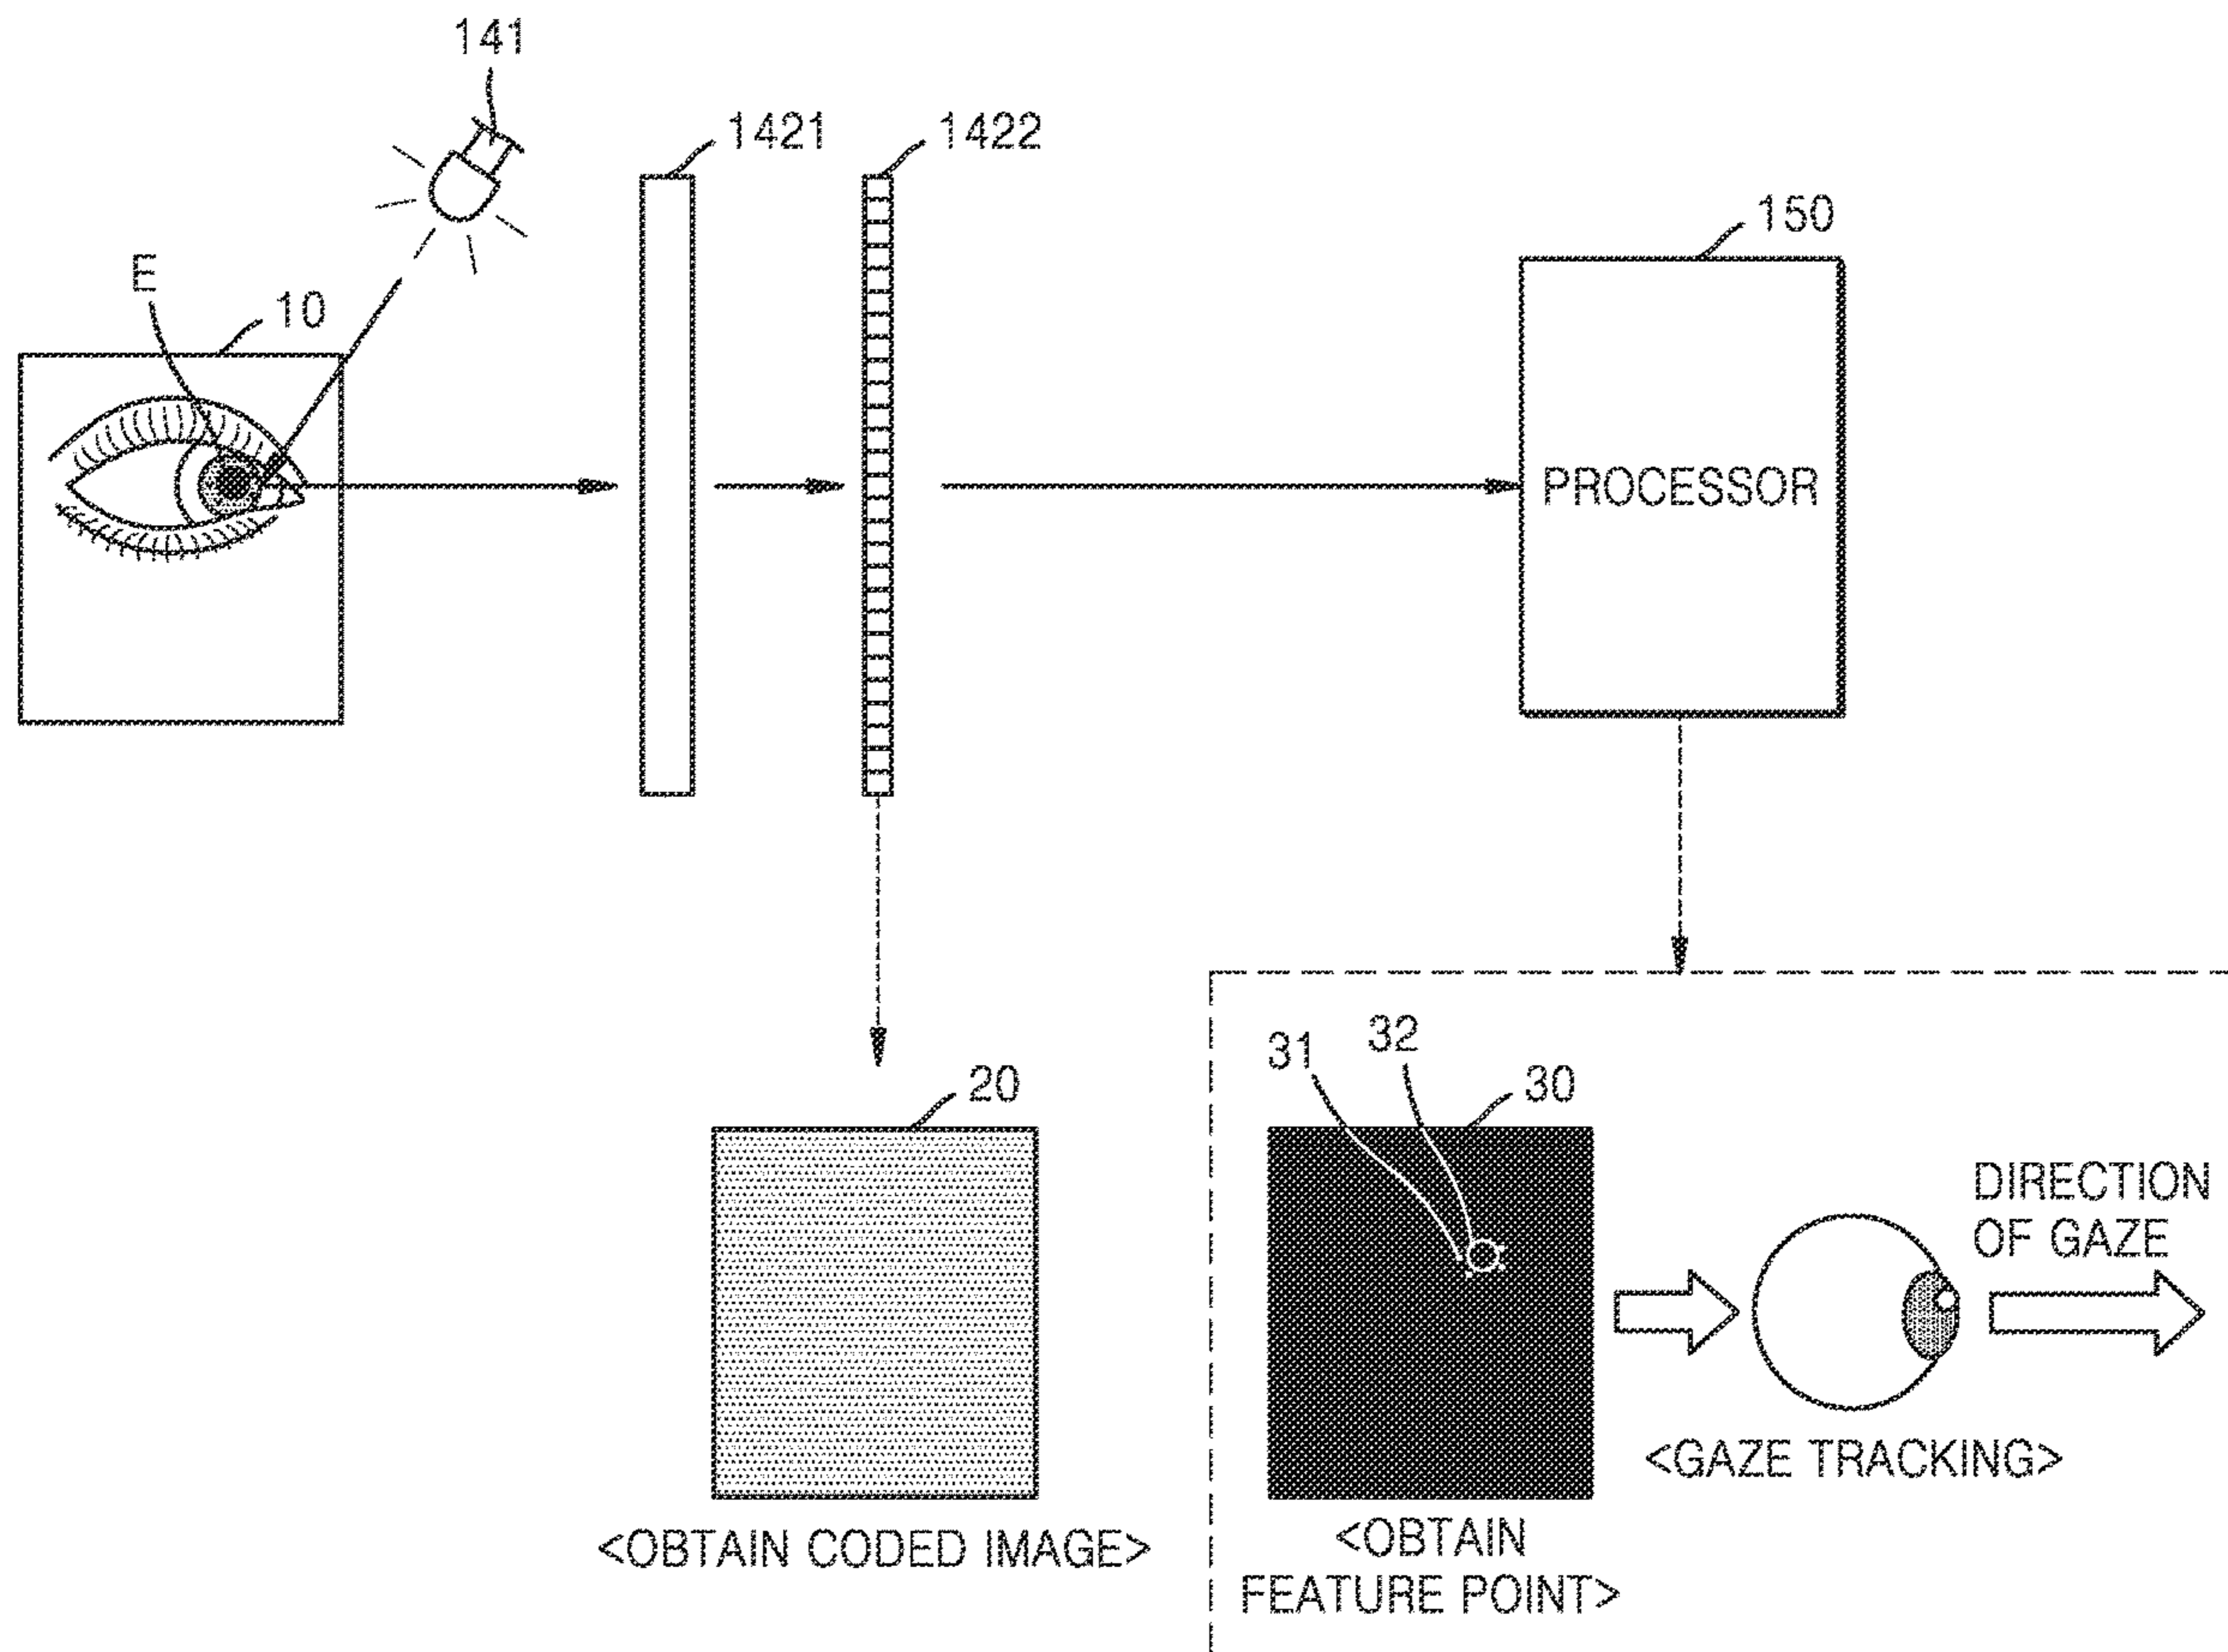 141
1421
1422
150
E
10
PROCESSOR
31
32
20
30
DIRECTION
OF GAZE
<GAZE TRACKING>
<OBTAIN CODED IMAGE>
<OBTAIN
FEATURE POINT>